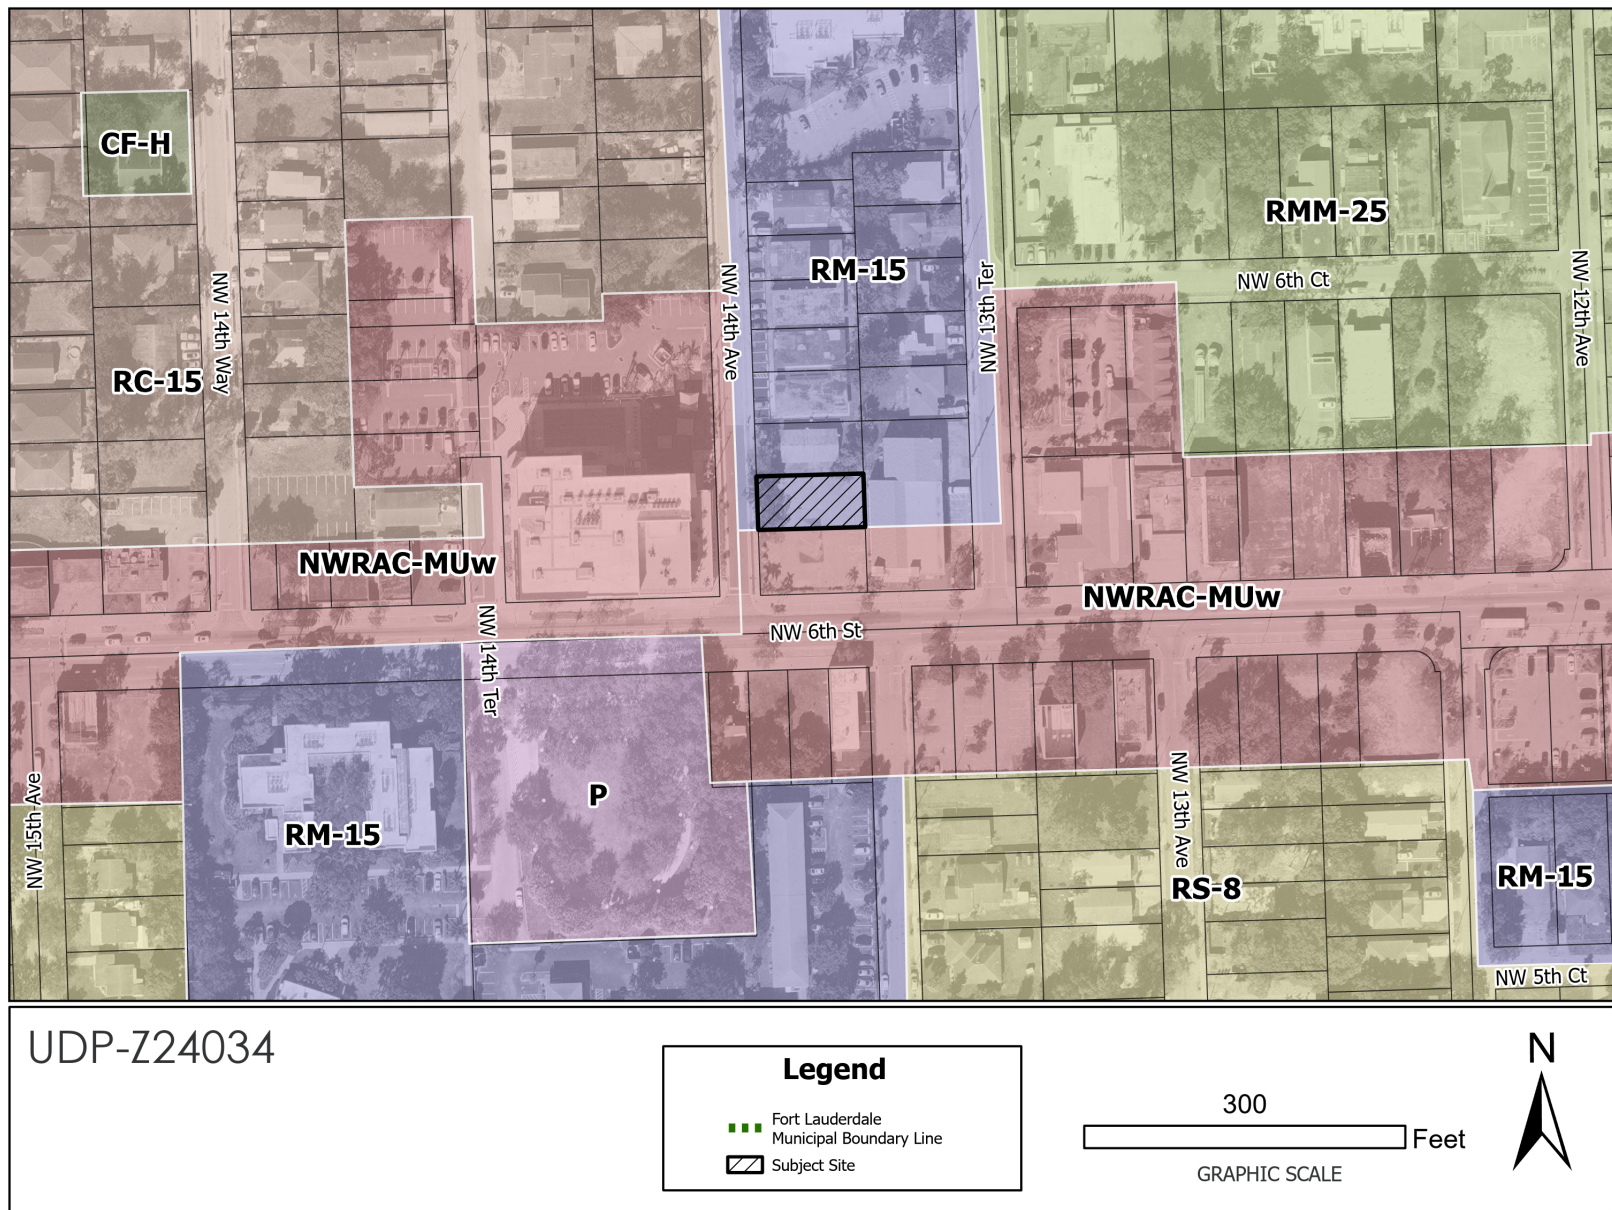 CF-H
RMM-25
RM-15
NW 6th Ct
NW 14th Way
NW 14th Ave
NW 13th Ter
NW 12th Ave
RC-15
NWRAC-MUw
NWRAC-MUw
NW 6th St
NW 14th Ter
NW 15th Ave
P
RM-15
NW 13th Ave
RS-8
RM-15
NW 5th Ct
UDP-Z24034
Legend
Fort Lauderdale
Municipal Boundary Line
Subject Site
300
Feet
GRAPHIC SCALE
N